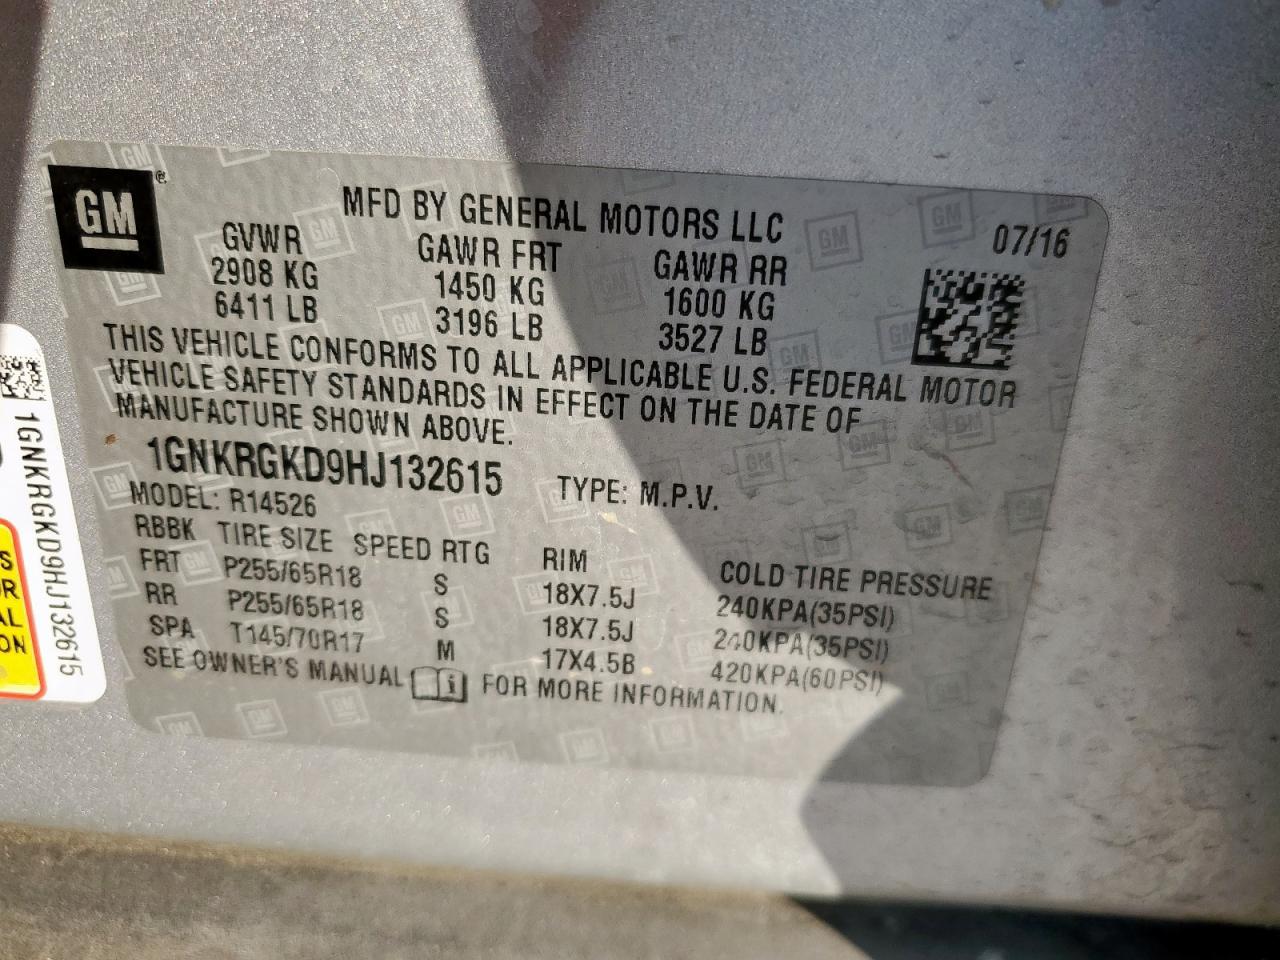 GM
MFD BY GENERAL MOTORS LLC
07/16
GVWR GAWR FRT GAWR RR
2908 KG 1450 KG 1600 KG
6411 LB 3196 LB 3527 LB
THIS VEHICLE CONFORMS TO ALL APPLICABLE U.S. FEDERAL MOTOR
VEHICLE SAFETY STANDARDS IN EFFECT ON THE DATE OF
MANUFACTURE SHOWN ABOVE.
1GNKRGKD9HJ132615 TYPE: M.P.V.
MODEL: R14526
RBBK TIRE SIZE SPEED RTG RIM COLD TIRE PRESSURE
FRT P255/65R18 S 18X7.5J 240KPA(35PSI)
RR P255/65R18 S 18X7.5J 240KPA(35PSI)
SPA T145/70R17 M 17X4.5B 420KPA(60PSI)
SEE OWNER'S MANUAL i FOR MORE INFORMATION.
1GNKRGKD9HJ132615
S
OR
AL
ON